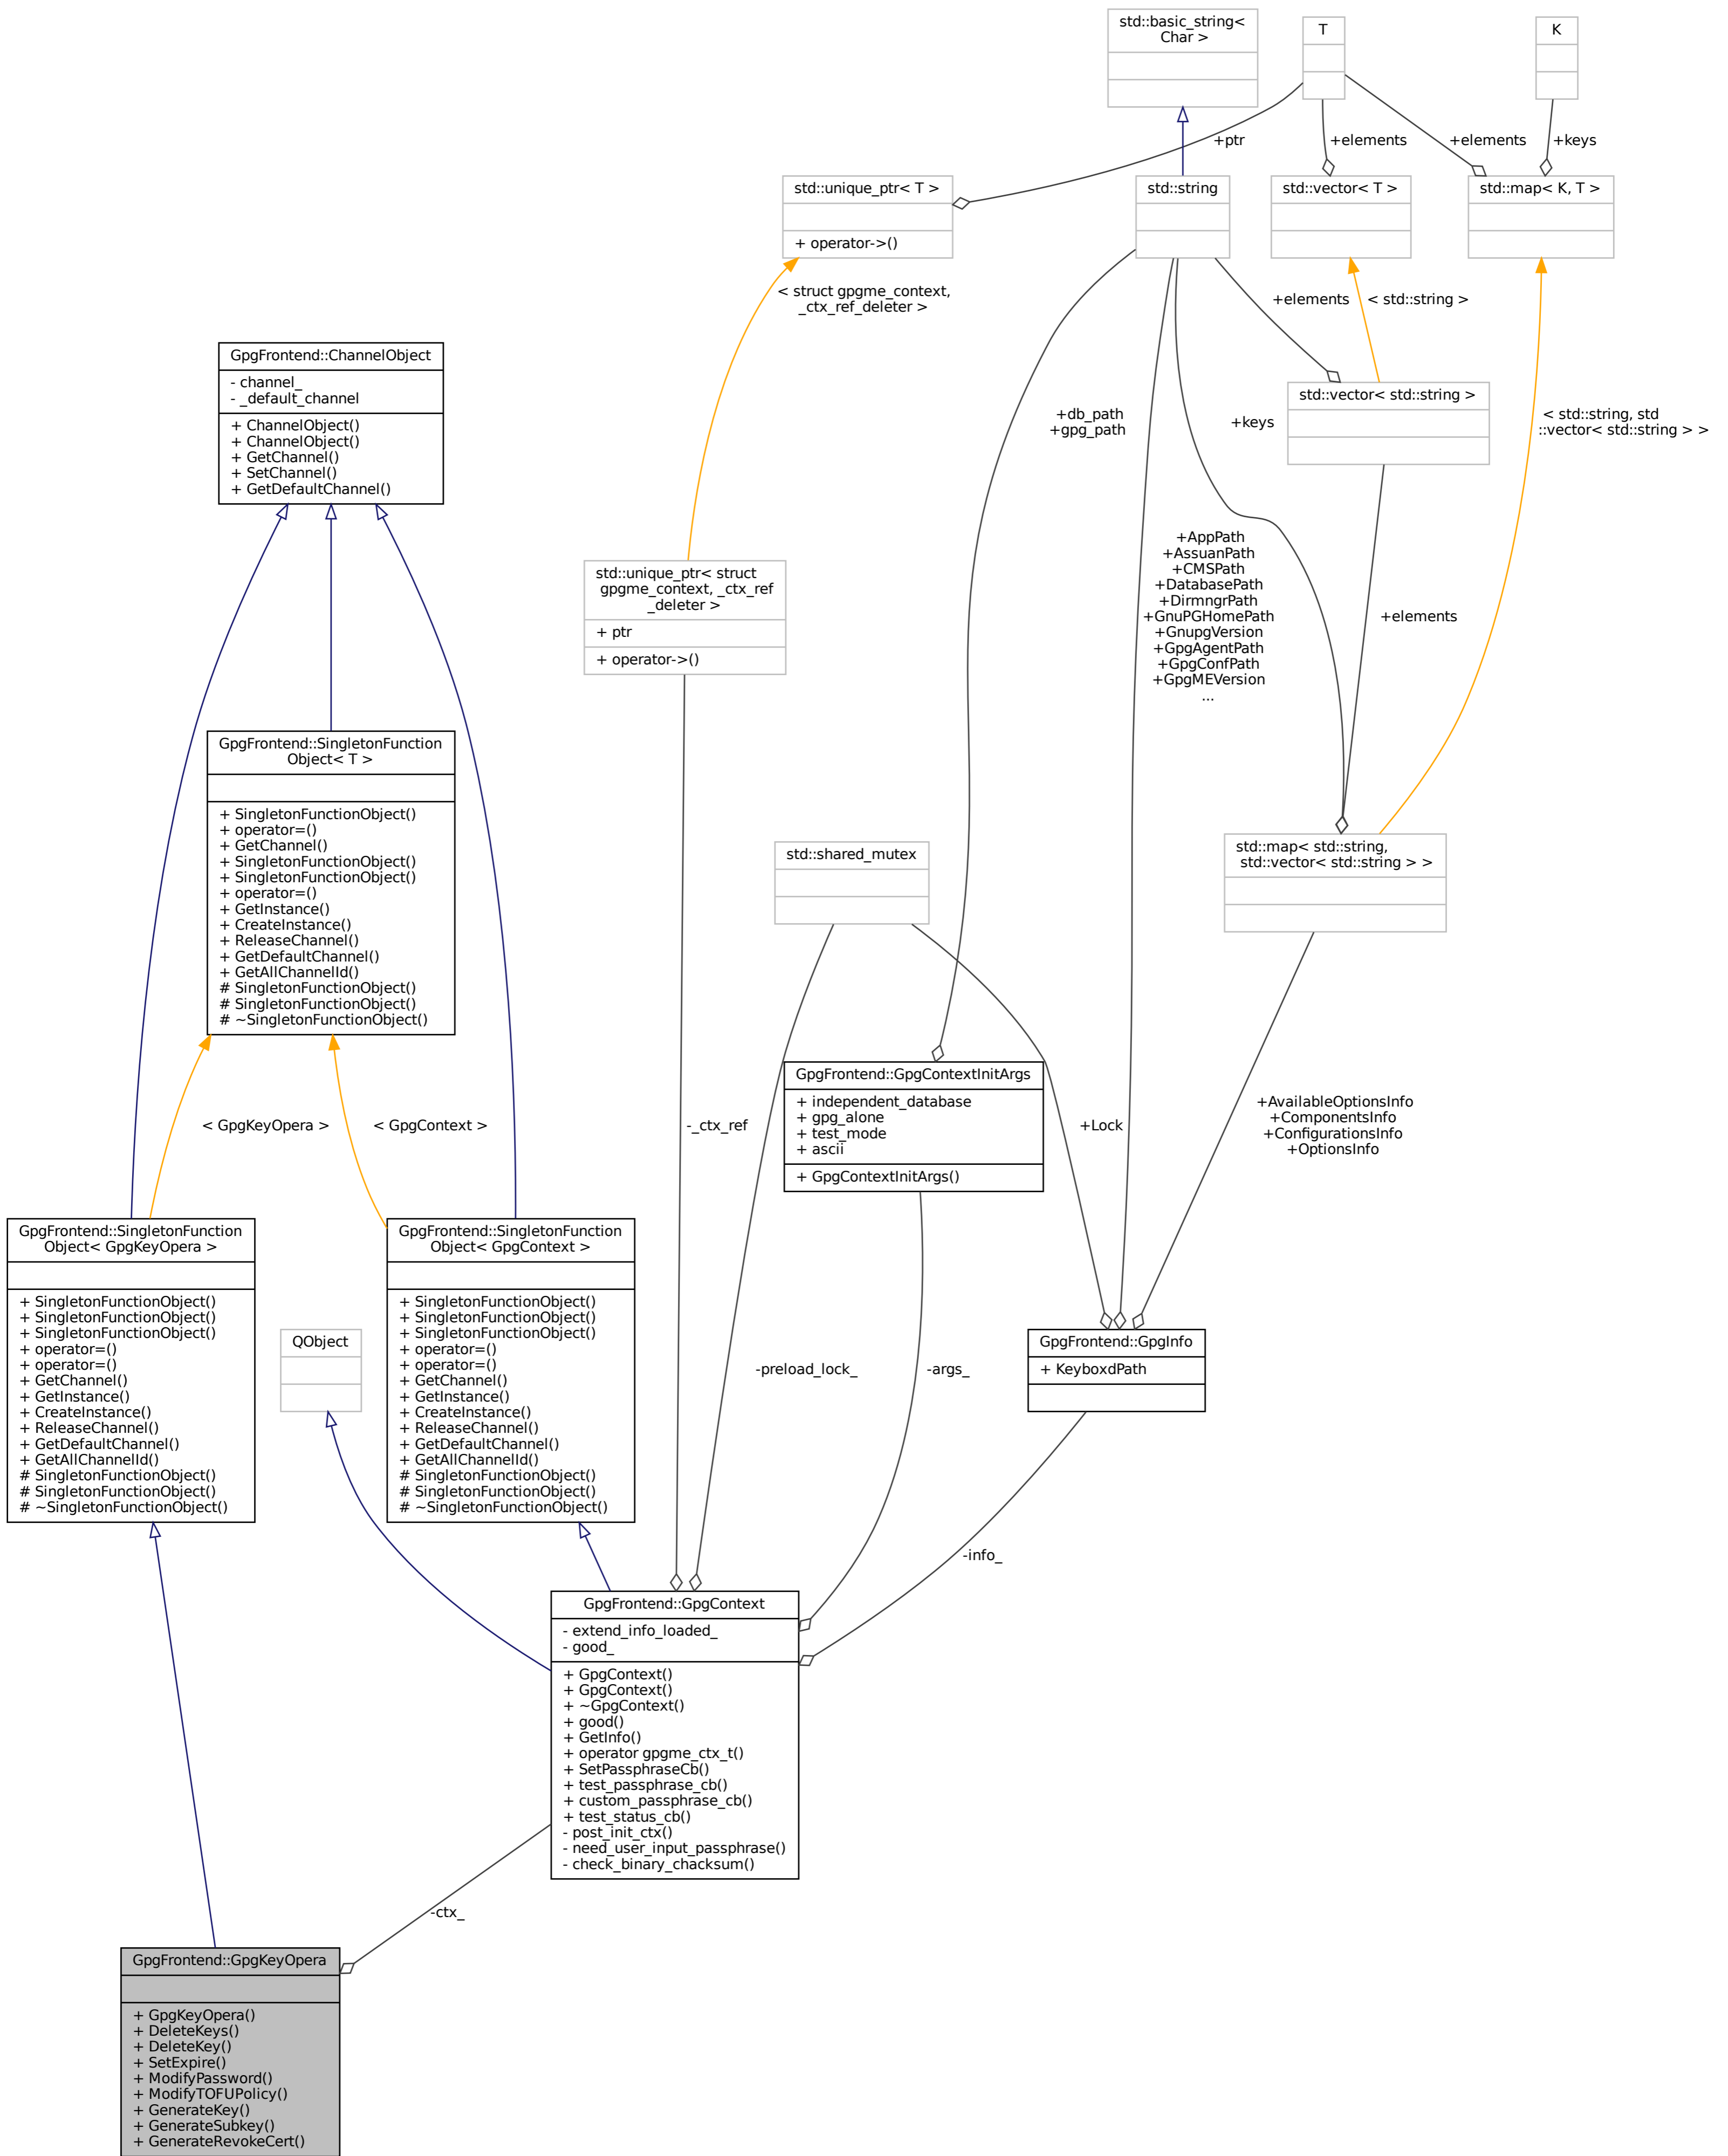 std::basic_string<
Char >
T
K
+ptr
+elements
+elements
+keys
std::unique_ptr< T >
+ operator->()
std::string
std::vector< T >
std::map< K, T >
< struct gpgme_context,
_ctx_ref_deleter >
+elements
< std::string >
GpgFrontend::ChannelObject
- channel_
- _default_channel
+ ChannelObject()
+ ChannelObject()
+ GetChannel()
+ SetChannel()
+ GetDefaultChannel()
+db_path
+gpg_path
+keys
std::vector< std::string >
< std::string, std
::vector< std::string > >
std::unique_ptr< struct
gpgme_context, _ctx_ref
_deleter >
+ ptr
+ operator->()
+AppPath
+AssuanPath
+CMSPath
+DatabasePath
+DirmngrPath
+GnuPGHomePath
+GnupgVersion
+GpgAgentPath
+GpgConfPath
+GpgMEVersion
...
+elements
GpgFrontend::SingletonFunction
Object< T >
+ SingletonFunctionObject()
+ operator=()
+ GetChannel()
+ SingletonFunctionObject()
+ SingletonFunctionObject()
+ operator=()
+ GetInstance()
+ CreateInstance()
+ ReleaseChannel()
+ GetDefaultChannel()
+ GetAllChannelId()
# SingletonFunctionObject()
# SingletonFunctionObject()
# ~SingletonFunctionObject()
std::shared_mutex
std::map< std::string,
std::vector< std::string > >
< GpgKeyOpera >
< GpgContext >
-_ctx_ref
GpgFrontend::GpgContextInitArgs
+ independent_database
+ gpg_alone
+ test_mode
+ ascii
+ GpgContextInitArgs()
+Lock
+AvailableOptionsInfo
+ComponentsInfo
+ConfigurationsInfo
+OptionsInfo
GpgFrontend::SingletonFunction
Object< GpgKeyOpera >
+ SingletonFunctionObject()
+ SingletonFunctionObject()
+ SingletonFunctionObject()
+ operator=()
+ operator=()
+ GetChannel()
+ GetInstance()
+ CreateInstance()
+ ReleaseChannel()
+ GetDefaultChannel()
+ GetAllChannelId()
# SingletonFunctionObject()
# SingletonFunctionObject()
# ~SingletonFunctionObject()
QObject
GpgFrontend::SingletonFunction
Object< GpgContext >
+ SingletonFunctionObject()
+ SingletonFunctionObject()
+ SingletonFunctionObject()
+ operator=()
+ operator=()
+ GetChannel()
+ GetInstance()
+ CreateInstance()
+ ReleaseChannel()
+ GetDefaultChannel()
+ GetAllChannelId()
# SingletonFunctionObject()
# SingletonFunctionObject()
# ~SingletonFunctionObject()
-preload_lock_
-args_
GpgFrontend::GpgInfo
+ KeyboxdPath
-info_
GpgFrontend::GpgContext
- extend_info_loaded_
- good_
+ GpgContext()
+ GpgContext()
+ ~GpgContext()
+ good()
+ GetInfo()
+ operator gpgme_ctx_t()
+ SetPassphraseCb()
+ test_passphrase_cb()
+ custom_passphrase_cb()
+ test_status_cb()
- post_init_ctx()
- need_user_input_passphrase()
- check_binary_chacksum()
-ctx_
GpgFrontend::GpgKeyOpera
+ GpgKeyOpera()
+ DeleteKeys()
+ DeleteKey()
+ SetExpire()
+ ModifyPassword()
+ ModifyTOFUPolicy()
+ GenerateKey()
+ GenerateSubkey()
+ GenerateRevokeCert()